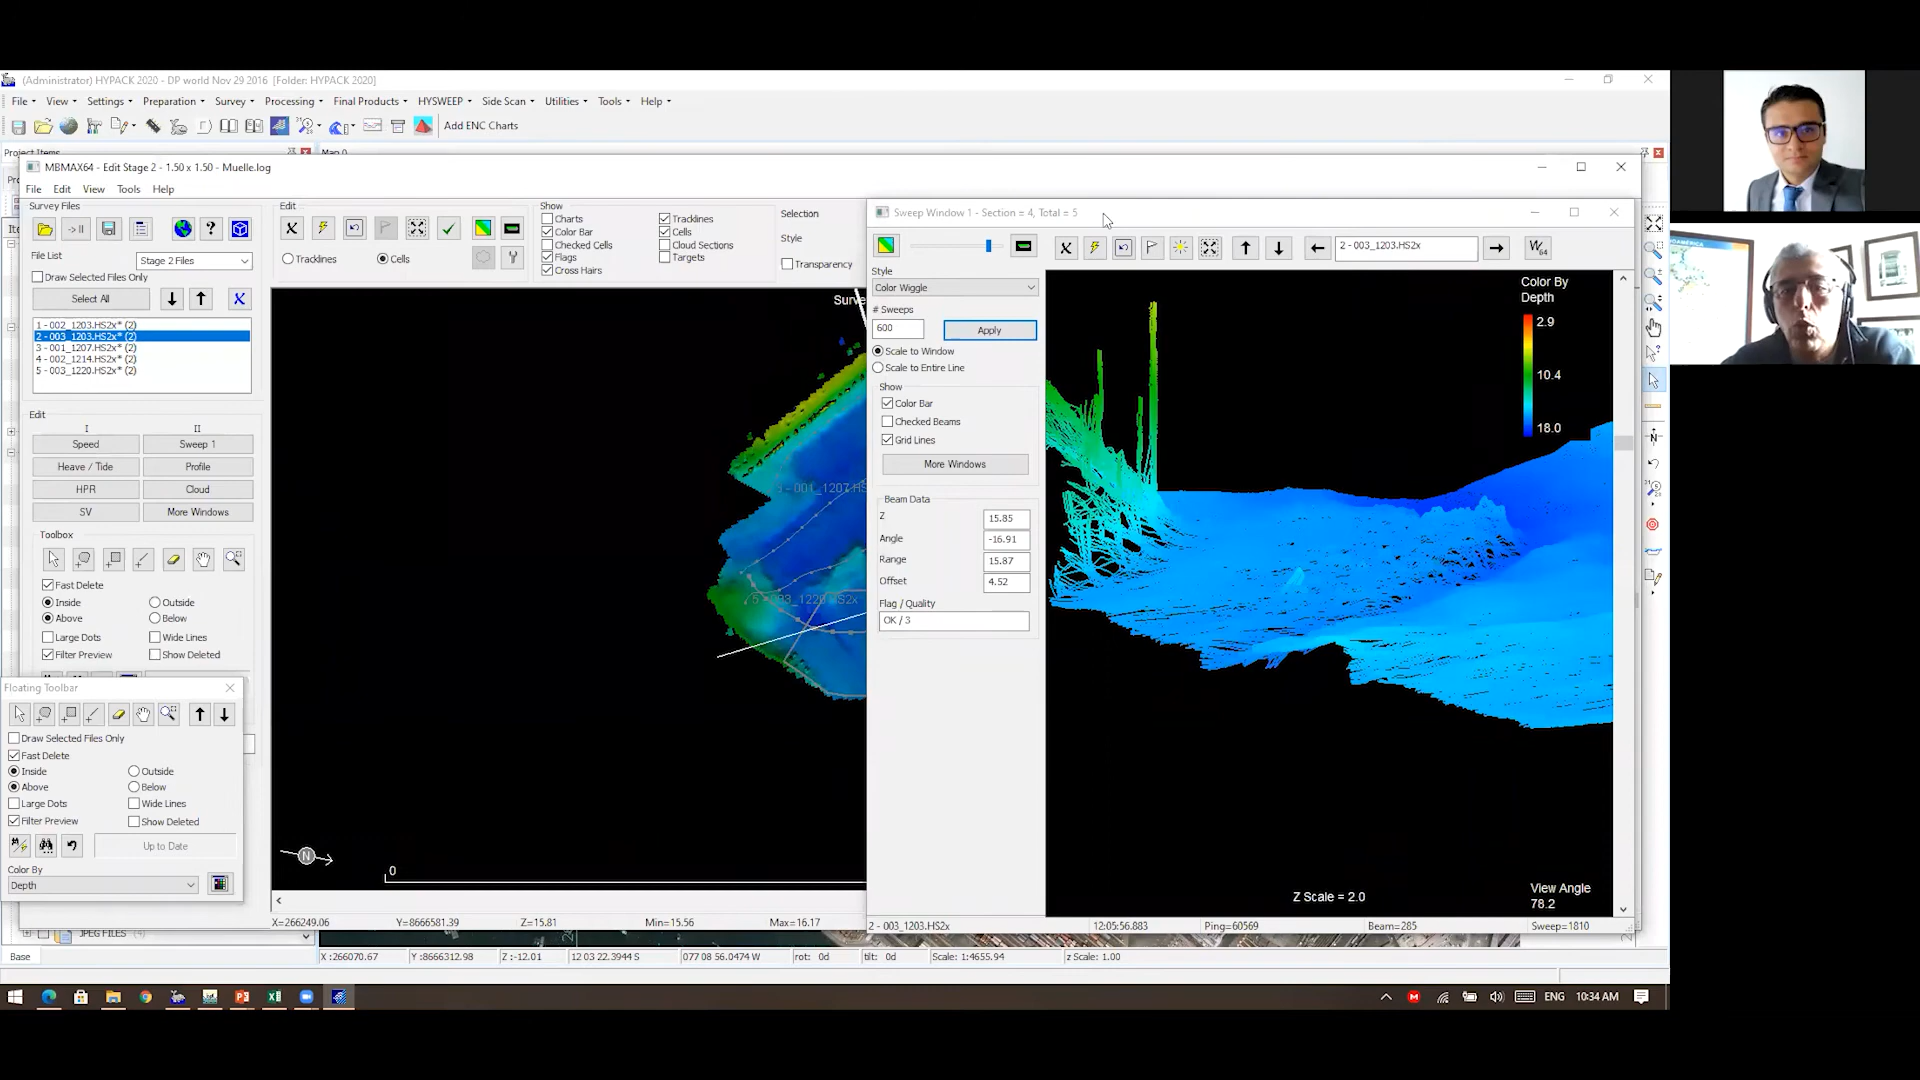 (Administrator) HYPACK 2020 - DP world Nov 29 2016 [Folder: HYPACK 2020]
File View Settings Preparation Survey Processing Final Products HYSWEEP Side Scan Utilities Tools Help
Add ENC Charts
Project Items
Map 0
MBMAX64 - Edit Stage 2 - 1.50 x 1.50 - Muelle.log
File Edit View Tools Help
Survey Files
File List
Stage 2 Files
Draw Selected Files Only
Select All
1 - 002_1203.HS2x* (2)
2 - 003_1203.HS2x* (2)
3 - 001_1207.HS2x* (2)
4 - 002_1214.HS2x* (2)
5 - 003_1220.HS2x* (2)
Edit
I II
Speed Sweep 1
Heave / Tide Profile
HPR Cloud
SV More Windows
Toolbox
Fast Delete
Inside Outside
Above Below
Large Dots Wide Lines
Filter Preview Show Deleted
Floating Toolbar
Draw Selected Files Only
Fast Delete
Inside Outside
Above Below
Large Dots Wide Lines
Filter Preview Show Deleted
Up to Date
Color By
Depth
JPEG FILES (4)
Base
Edit
Tracklines
Cells
Show
Charts Tracklines
Color Bar Cells
Checked Cells Cloud Sections
Flags Targets
Cross Hairs
Selection
Style
Transparency
Surve
- 001_1207.HS
5 - 003_1220.HS2x
N
0
X=266249.06 Y=8666581.39 Z=15.81 Min=15.56 Max=16.17
Sweep Window 1 - Section = 4, Total = 5
2 - 003_1203.HS2x
W64
Style
Color Wiggle
# Sweeps
600 Apply
Scale to Window
Scale to Entire Line
Show
Color Bar
Checked Beams
Grid Lines
More Windows
Beam Data
Z 15.85
Angle -16.91
Range 15.87
Offset 4.52
Flag / Quality
OK / 3
Color By
Depth
2.9
10.4
18.0
Z Scale = 2.0
View Angle
78.2
2 - 003_1203.HS2x 12:05:56.883 Ping=60569 Beam=285 Sweep=1810
X :266070.67 Y :8666312.98 Z :-12.01 12 03 22.3944 S 077 08 56.0474 W rot: 0d tilt: 0d Scale: 1:4655.94 z Scale: 1.00
ENG 10:34 AM